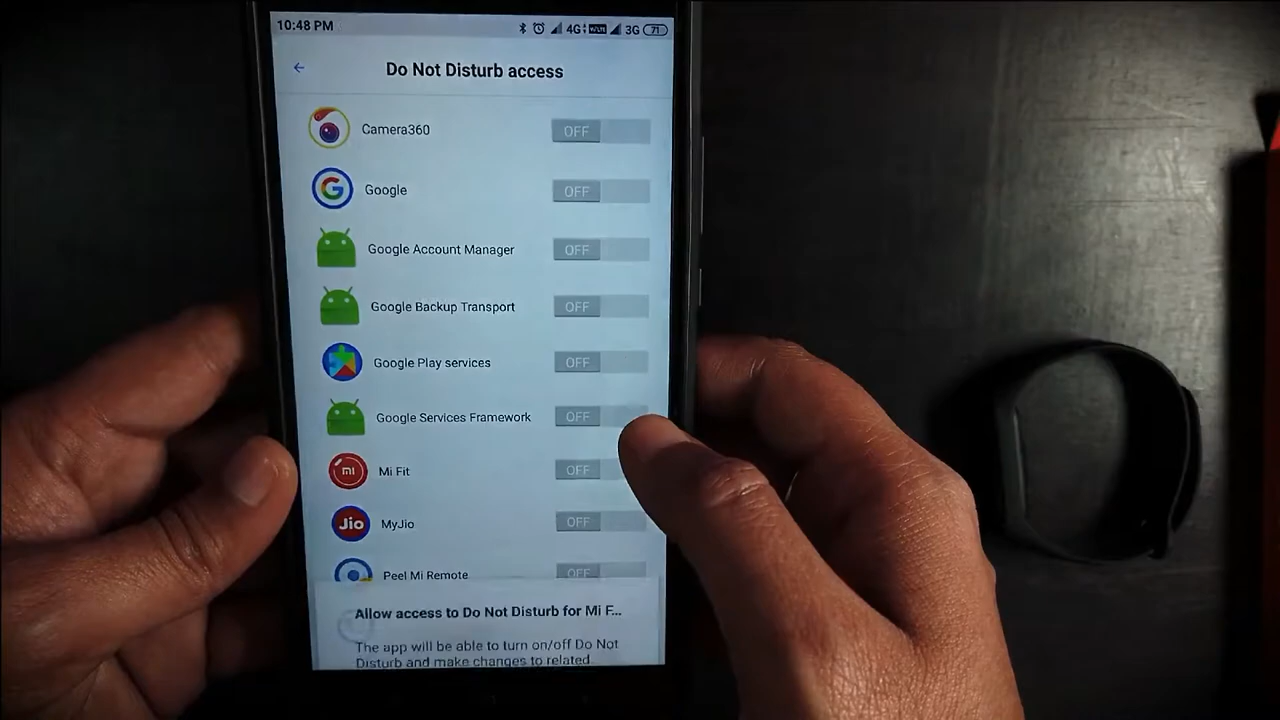 10:48 PM 4G VoLTE 3G 71
Do Not Disturb access
Camera360 OFF
G Google OFF
Google Account Manager OFF
Google Backup Transport OFF
Google Play services OFF
Google Services Framework OFF
mi Mi Fit OFF
Jio MyJio OFF
Peel Mi Remote OFF
Allow access to Do Not Disturb for Mi F...
The app will be able to turn on/off Do Not
Disturb and make changes to related